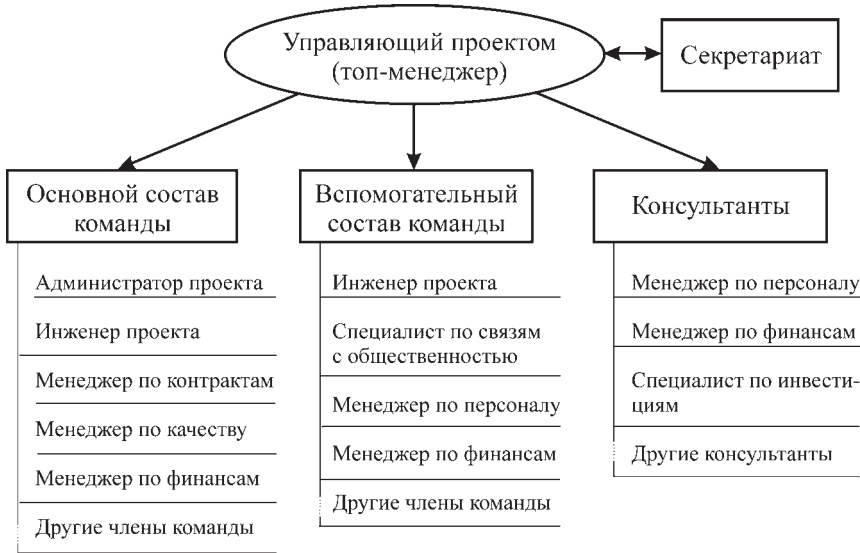 Управляющий проектом
(топ-менеджер)
Секретариат
Основной состав
команды
Вспомогательный
состав команды
Консультанты
Администратор проекта
Инженер проекта
Менеджер по контрактам
Менеджер по качеству
Менеджер по финансам
Другие члены команды
Инженер проекта
Специалист по связям
с общественностью
Менеджер по персоналу
Менеджер по финансам
Другие члены команды
Менеджер по персоналу
Менеджер по финансам
Специалист по инвести-
циям
Другие консультанты